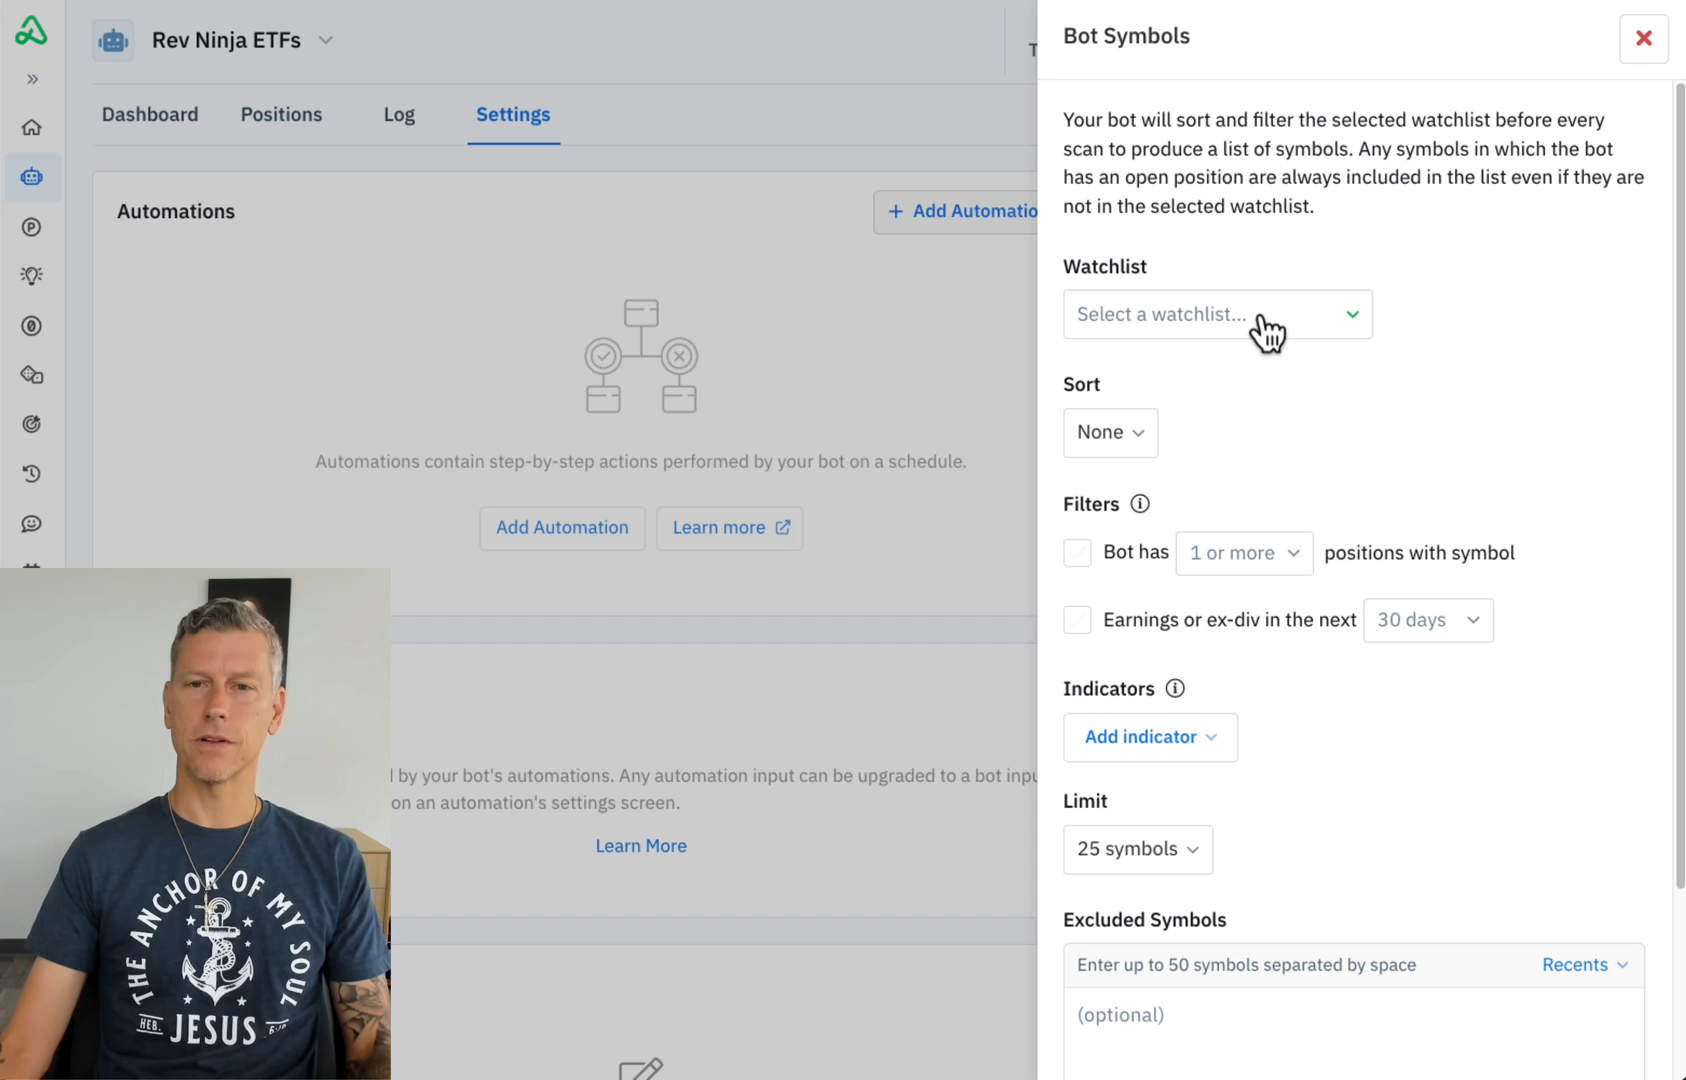 Rev Ninja ETFs
Dashboard
Positions
Log
Settings
Automations
+ Add Automatio
Automations contain step-by-step actions performed by your bot on a schedule.
Add Automation
Learn more
by your bot's automations. Any automation input can be upgraded to a bot inpu
on an automation's settings screen.
Learn More
THE ANCHOR OF MY SOUL
HEB.
JESUS
Bot Symbols
Your bot will sort and filter the selected watchlist before every
scan to produce a list of symbols. Any symbols in which the bot
has an open position are always included in the list even if they are
not in the selected watchlist.
Watchlist
Select a watchlist...
Sort
None
Filters
Bot has 1 or more positions with symbol
Earnings or ex-div in the next 30 days
Indicators
Add indicator
Limit
25 symbols
Excluded Symbols
Enter up to 50 symbols separated by space
Recents
(optional)